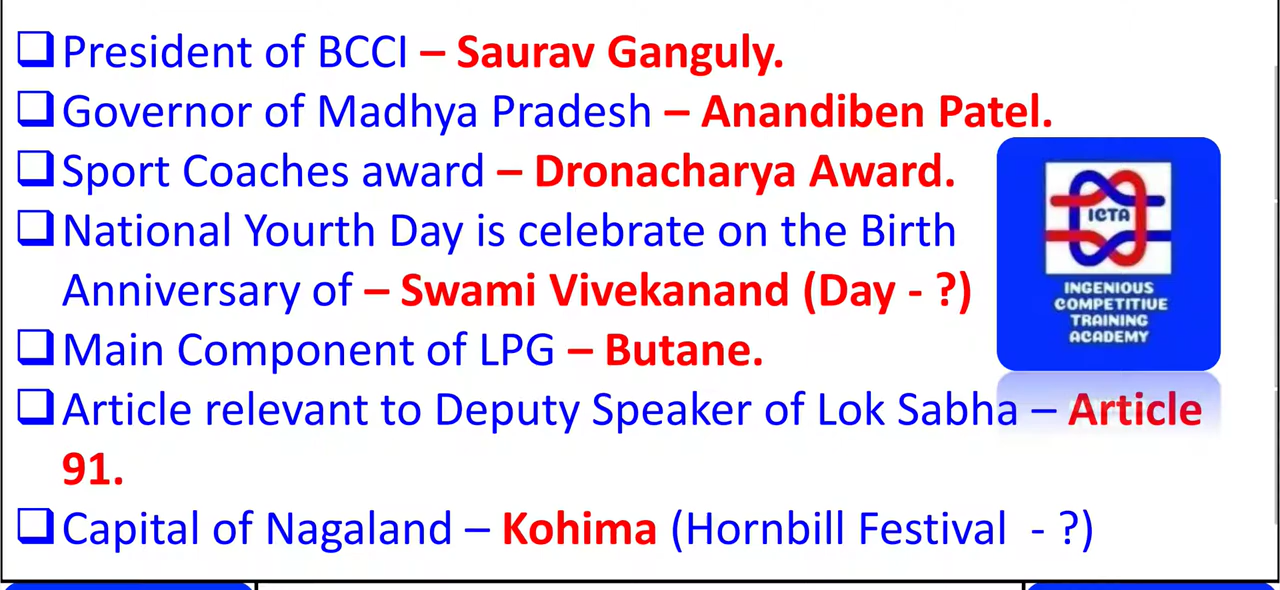 ❑President of BCCI – Saurav Ganguly.
❑Governor of Madhya Pradesh – Anandiben Patel.
❑Sport Coaches award – Dronacharya Award.
❑National Yourth Day is celebrate on the Birth
Anniversary of – Swami Vivekanand (Day - ?)
❑Main Component of LPG – Butane.
❑Article relevant to Deputy Speaker of Lok Sabha – Article
91.
❑Capital of Nagaland – Kohima (Hornbill Festival - ?)
ICTA
INGENIOUS
COMPETITIUE
TRAINING
ACADEMY